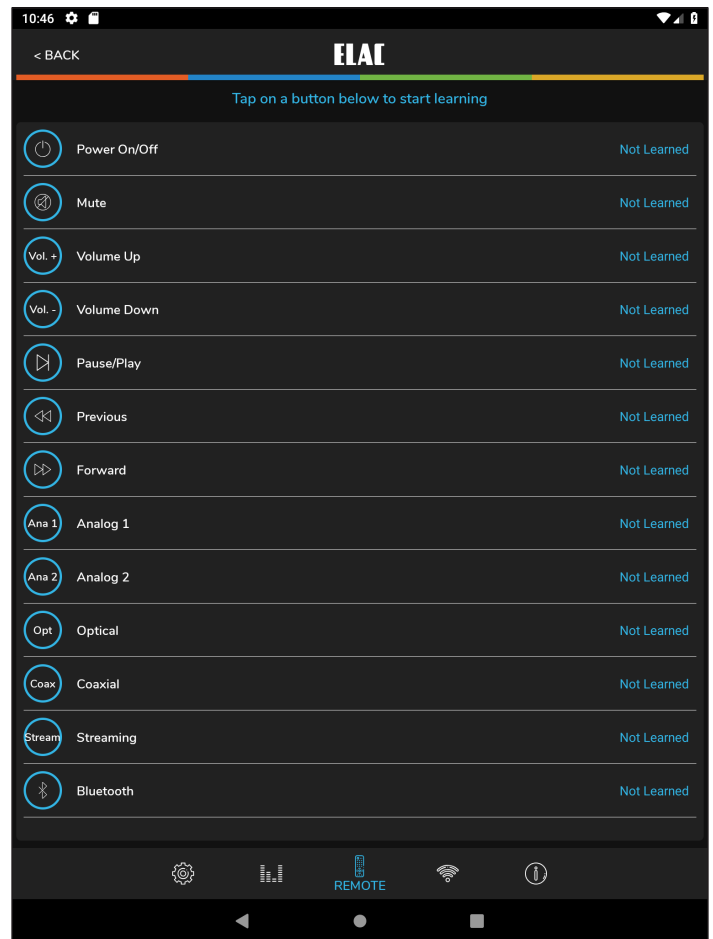 10:46
< BACK
ELAC
Tap on a button below to start learning
Power On/Off Not Learned
Mute Not Learned
Vol. + Volume Up Not Learned
Vol. - Volume Down Not Learned
Pause/Play Not Learned
Previous Not Learned
Forward Not Learned
Ana 1 Analog 1 Not Learned
Ana 2 Analog 2 Not Learned
Opt Optical Not Learned
Coax Coaxial Not Learned
Stream Streaming Not Learned
Bluetooth Not Learned
REMOTE